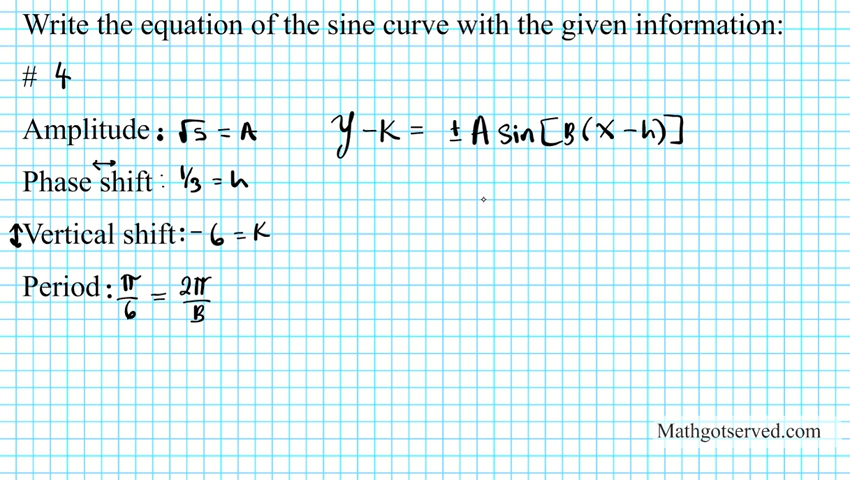 Write the equation of the sine curve with the given information:
# 4
Amplitude : √5 = A y - K = ± A sin [B(x - h)]
Phase shift : 1/3 = h
↕Vertical shift : - 6 = K
Period : π/6 = 2π/B
Mathgotserved.com